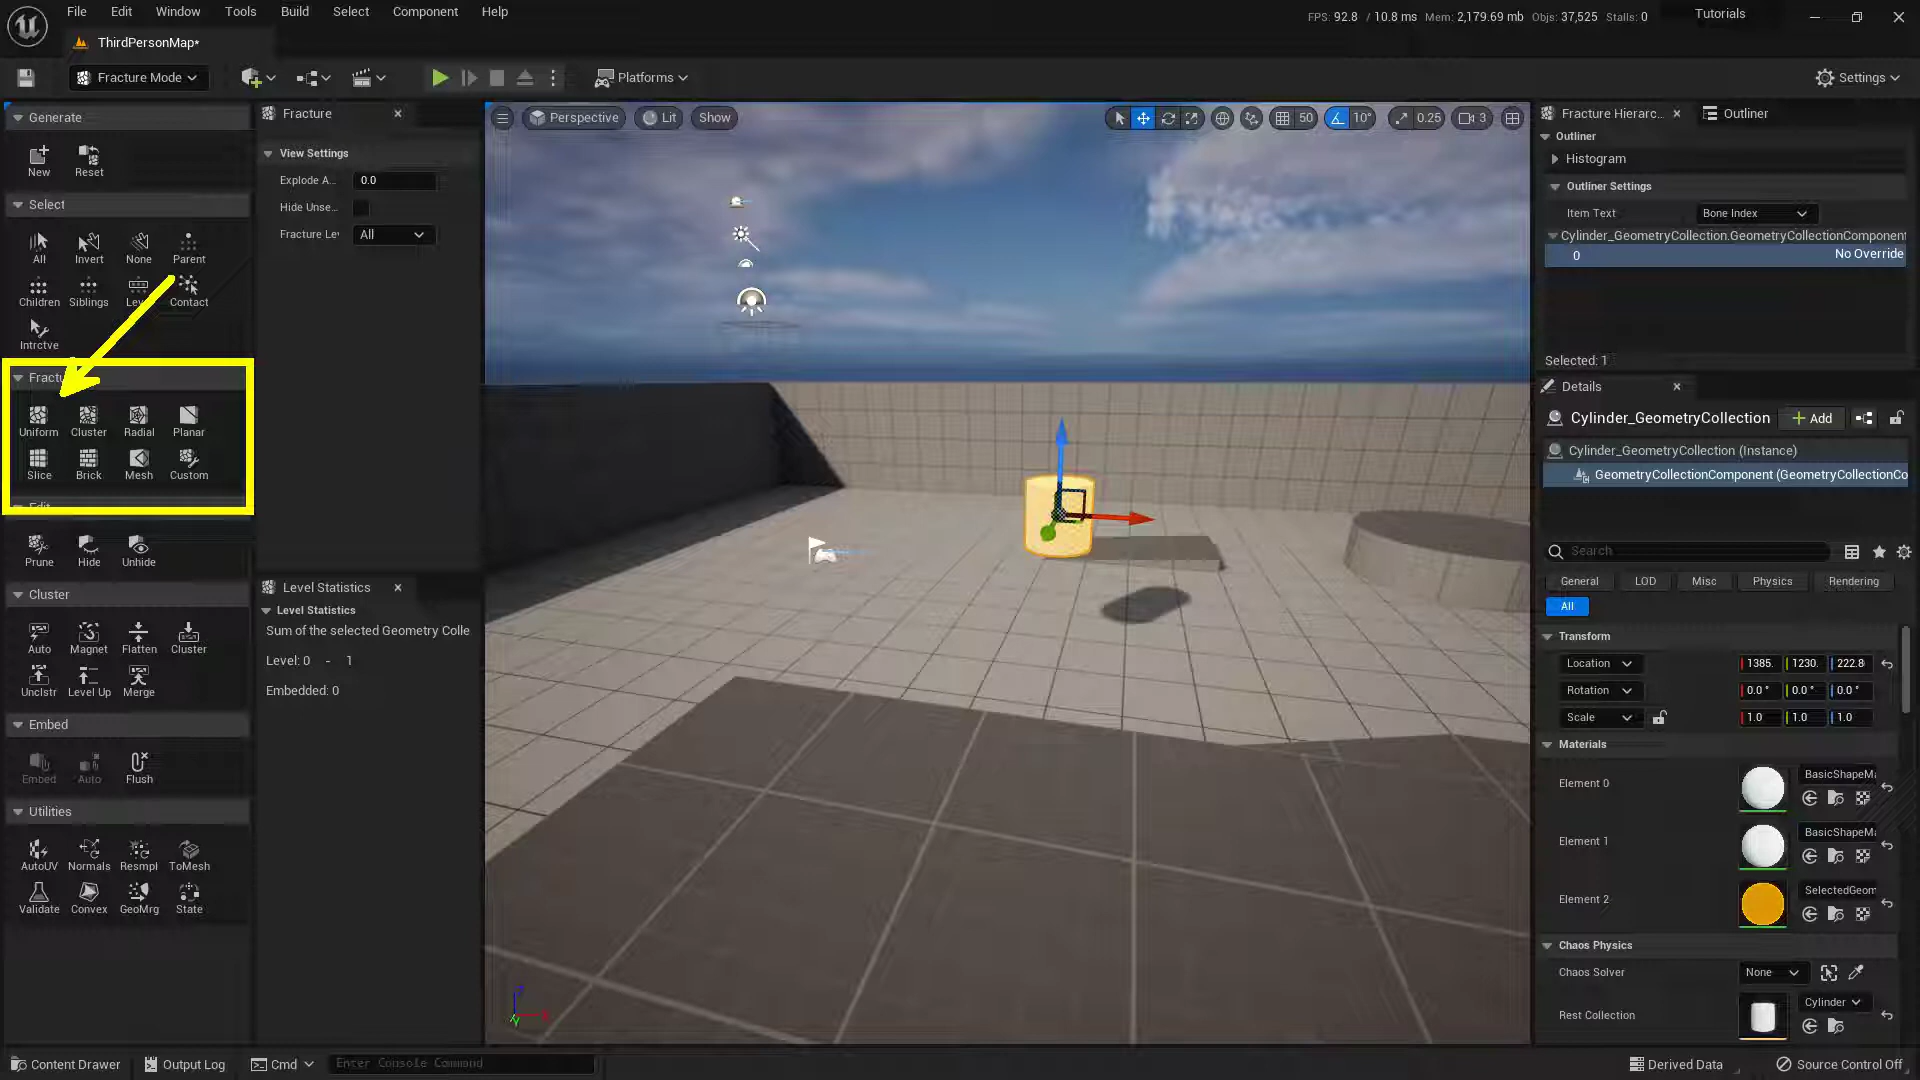 File Edit Window Tools Build Select Component Help
FPS: 92.8 / 10.8 ms Mem: 2,179.69 mb Objs: 37,525 Stalls: 0
Tutorials
ThirdPersonMap*
Fracture Mode
Platforms
Settings
Generate
New Reset
Select
All Invert None Parent
Children Siblings Contact
Intrctve
Uniform Cluster Radial Planar
Slice Brick Mesh Custom
Edit
Prune Hide Unhide
Cluster
Auto Magnet Flatten Cluster
Unclstr Level Up Merge
Embed
Embed Auto Flush
Utilities
AutoUV Normals Resmpl ToMesh
Validate Convex GeoMrg State
Fracture
View Settings
Explode A... 0.0
Hide Unse...
Fracture Lev All
Level Statistics
Level Statistics
Sum of the selected Geometry Colle
Level: 0 - 1
Embedded: 0
Perspective Lit Show
50 10° 0.25 3
Fracture Hierarc... Outliner
Outliner
Histogram
Outliner Settings
Item Text Bone Index
Cylinder_GeometryCollection.GeometryCollectionComponent
0 No Override
Selected: 1
Details
Cylinder_GeometryCollection Add
Cylinder_GeometryCollection (Instance)
GeometryCollectionComponent (GeometryCollectionCo
Search
General LOD Misc Physics Rendering
All
Transform
Location 1385. 1230. 222.8
Rotation 0.0 ° 0.0 ° 0.0 °
Scale 1.0 1.0 1.0
Materials
Element 0 BasicShapeMa
Element 1 BasicShapeMa
Element 2 SelectedGeom
Chaos Physics
Chaos Solver None
Rest Collection Cylinder
Content Drawer Output Log Cmd Enter Console Command
Derived Data Source Control Off